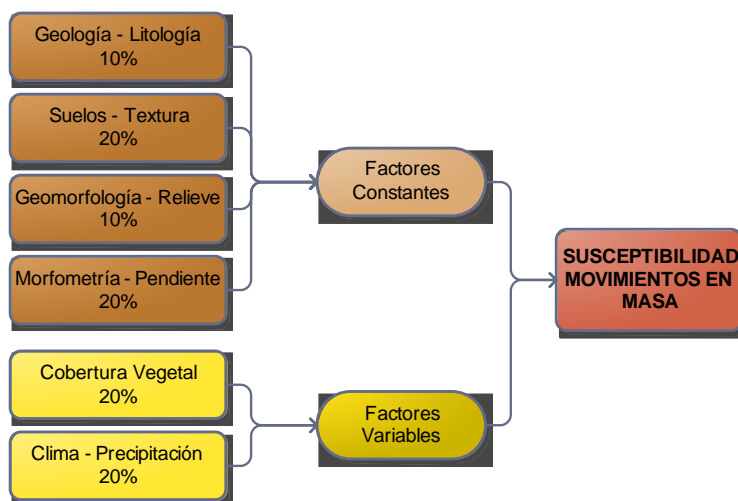 Geología - Litología
10%
Suelos - Textura
20%
Geomorfología - Relieve
10%
Morfometría - Pendiente
20%
Cobertura Vegetal
20%
Clima - Precipitación
20%
Factores
Constantes
Factores
Variables
SUSCEPTIBILIDAD
MOVIMIENTOS EN
MASA